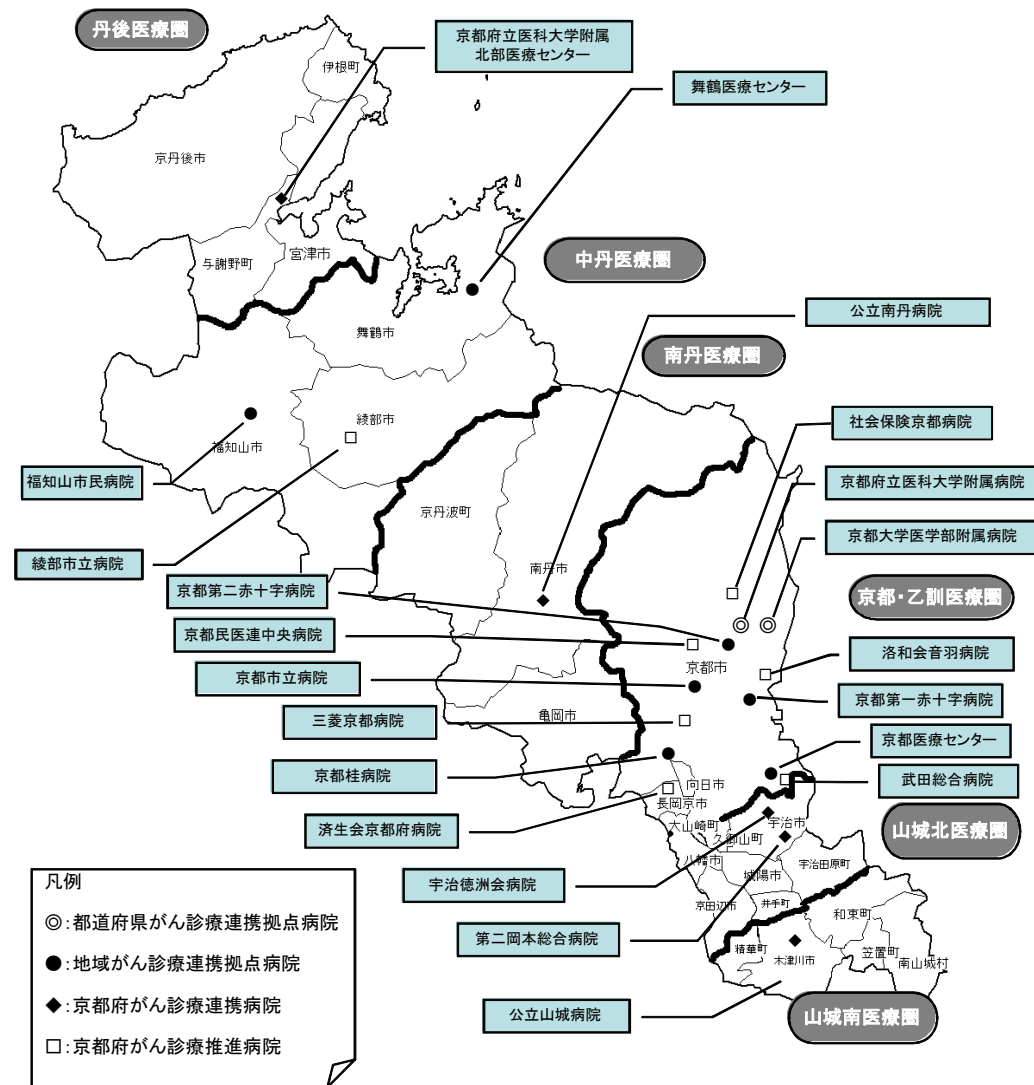 丹後医療圏
京都府立医科大学附属
北部医療センター
伊根町
舞鶴医療センター
京丹後市
与謝野町
宮津市
中丹医療圏
公立南丹病院
舞鶴市
南丹医療圏
綾部市
福知山市
社会保険京都病院
福知山市民病院
京都府立医科大学附属病院
京丹波町
京都大学医学部附属病院
綾部市立病院
南丹市
京都第二赤十字病院
京都・乙訓医療圏
京都民医連中央病院
京都市
洛和会音羽病院
京都市立病院
京都第一赤十字病院
三菱京都病院
亀岡市
京都医療センター
京都桂病院
向日市
武田総合病院
長岡京市
済生会京都府病院
大山崎町
久御山町
宇治市
山城北医療圏
八幡市
城陽市
宇治田原町
宇治徳洲会病院
京田辺市
井手町
和束町
第二岡本総合病院
精華町
木津川市
笠置町
南山城村
公立山城病院
山城南医療圏
凡例
◎:都道府県がん診療連携拠点病院
●:地域がん診療連携拠点病院
◆:京都府がん診療連携病院
□:京都府がん診療推進病院